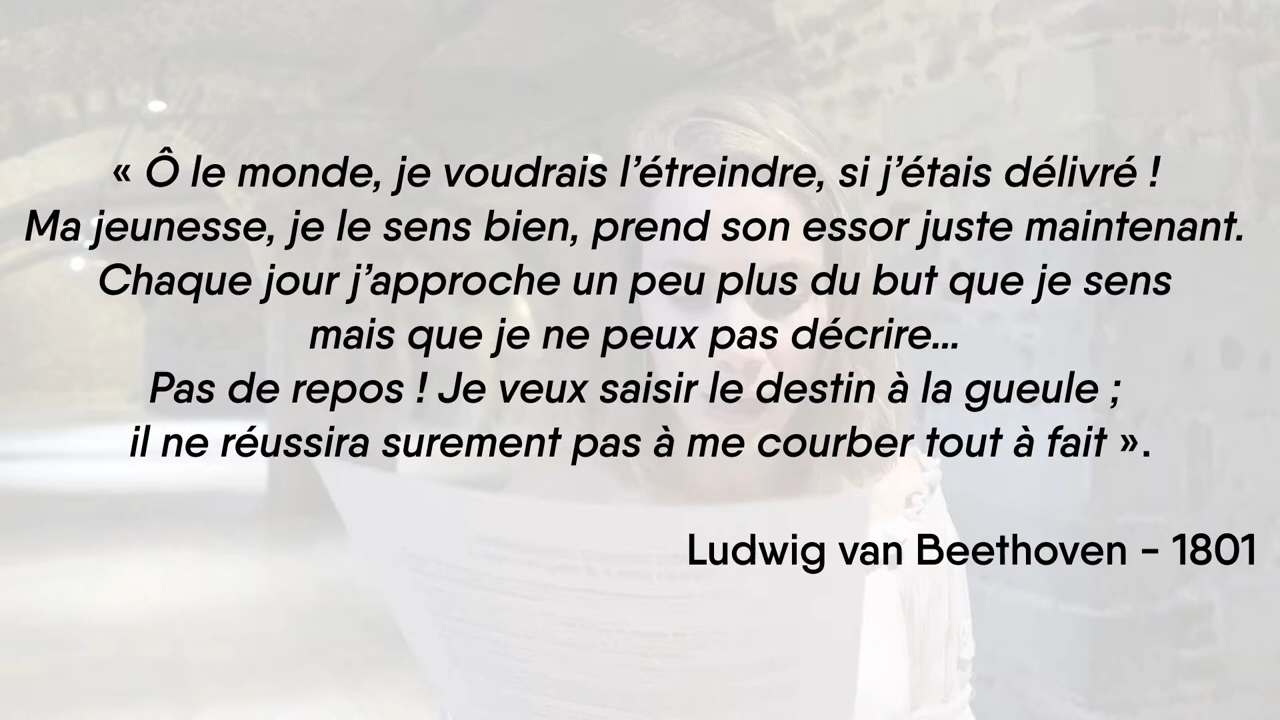 « Ô le monde, je voudrais l’étreindre, si j’étais délivré !
Ma jeunesse, je le sens bien, prend son essor juste maintenant.
Chaque jour j’approche un peu plus du but que je sens
mais que je ne peux pas décrire...
Pas de repos ! Je veux saisir le destin à la gueule ;
il ne réussira surement pas à me courber tout à fait ».
Ludwig van Beethoven - 1801